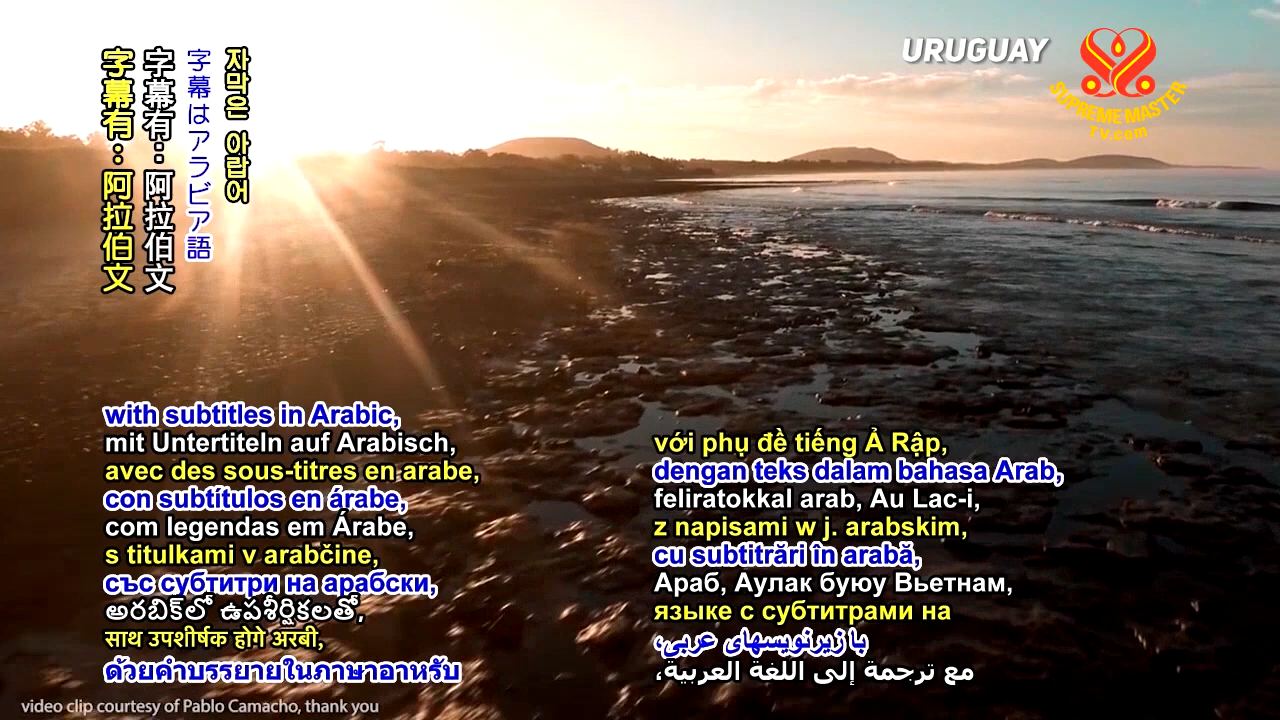 字幕有：阿拉伯文
字幕有：阿拉伯文
字幕はアラビア語
자막은 아랍어
URUGUAY
SUPREME MASTER
TV.com
with subtitles in Arabic,
mit Untertiteln auf Arabisch,
avec des sous-titres en arabe,
con subtítulos en árabe,
com legendas em Árabe,
s titulkami v arabčine,
със субтитри на арабски,
అరబిక్‌లో ఉపశీర్షికలతో,
साथ उपशीर्षक होगे अरबी,
ด้วยคำบรรยายในภาษาอาหรับ
với phụ đề tiếng Ả Rập,
dengan teks dalam bahasa Arab,
feliratokkal arab, Au Lac-i,
z napisami w j. arabskim,
cu subtitrări în arabă,
Араб, Аулак буюу Вьетнам,
языке с субтитрами на
با زیرنویسهای عربی،
مع ترجمة إلى اللغة العربية،
video clip courtesy of Pablo Camacho, thank you